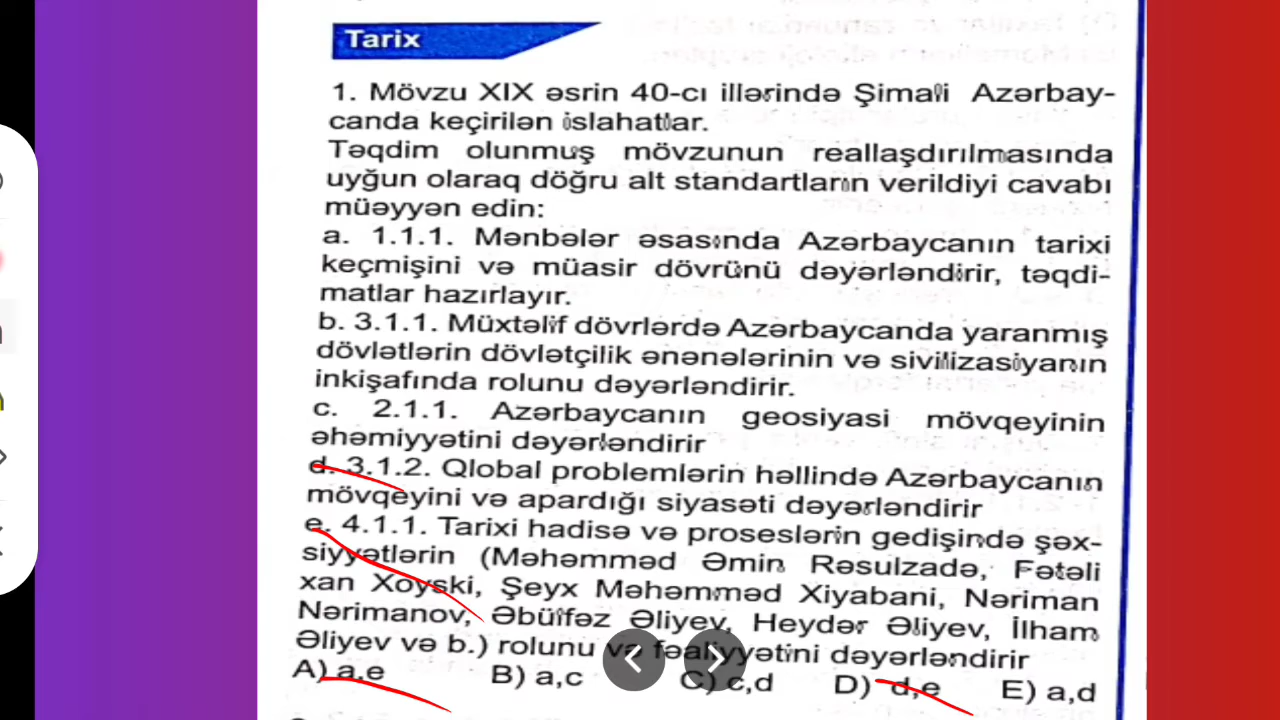 Tarix
1. Mövzu XIX əsrin 40-cı illərində Şimali Azərbay-
canda keçirilən islahatlar.
Təqdim olunmuş mövzunun reallaşdırılmasında
uyğun olaraq döğru alt standartların verildiyi cavabı
müəyyən edin:
a. 1.1.1. Mənbələr əsasında Azərbaycanın tarixi
keçmişini və müasir dövrünü dəyərləndirir, təqdi-
matlar hazırlayır.
b. 3.1.1. Müxtəlif dövrlərdə Azərbaycanda yaranmış
dövlətlərin dövlətçilik ənənələrinin və sivilizasiyanın
inkişafında rolunu dəyərləndirir.
c. 2.1.1. Azərbaycanın geosiyasi mövqeyinin
əhəmiyyətini dəyərləndirir
d. 3.1.2. Qlobal problemlərin həllində Azərbaycanın
mövqeyini və apardığı siyasəti dəyərləndirir
e. 4.1.1. Tarixi hadisə və proseslərin gedişində şəx-
siyyətlərin (Məhəmməd Əmin Rəsulzadə, Fətəli
xan Xoyski, Şeyx Məhəmməd Xiyabani, Nəriman
Nərimanov, Əbülfəz Əliyev, Heydər Əliyev, İlham
Əliyev və b.) rolunu və fəaliyyətini dəyərləndirir
A) a,e B) a,c C) c,d D) d,e E) a,d